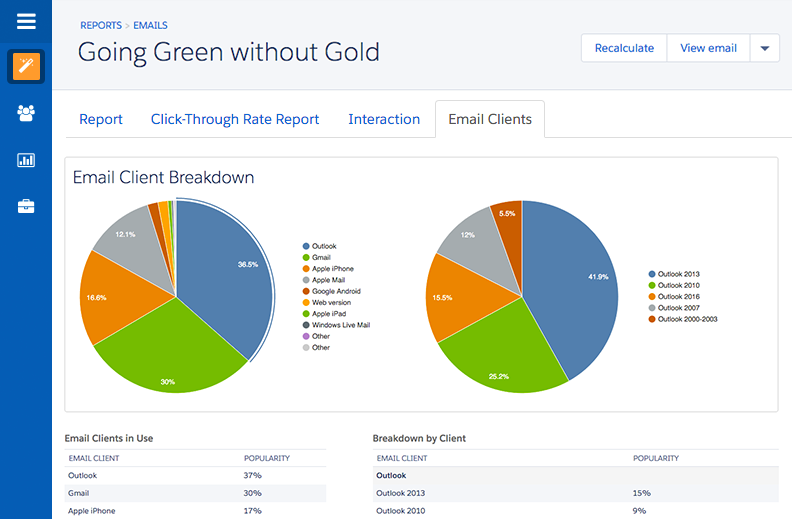 REPORTS > EMAILS
Going Green without Gold
Recalculate
View email
Report
Click-Through Rate Report
Interaction
Email Clients
Email Client Breakdown
36.5%
30%
16.6%
12.1%
Outlook
Gmail
Apple iPhone
Apple Mail
Google Android
Web version
Apple iPad
Windows Live Mail
Other
Other
41.9%
25.2%
15.5%
12%
5.5%
Outlook 2013
Outlook 2010
Outlook 2016
Outlook 2007
Outlook 2000-2003
Email Clients in Use
EMAIL CLIENT POPULARITY
Outlook 37%
Gmail 30%
Apple iPhone 17%
Breakdown by Client
EMAIL CLIENT POPULARITY
Outlook
Outlook 2013 15%
Outlook 2010 9%